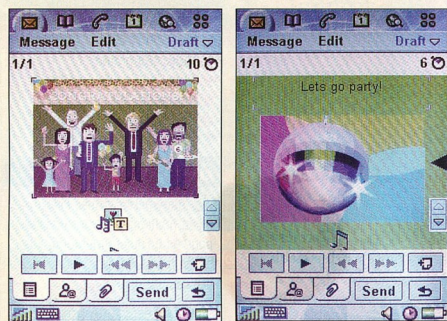 Message Edit Draft
1/1 10
T
Send
Message Edit Draft
1/1 6
Lets go party!
Send